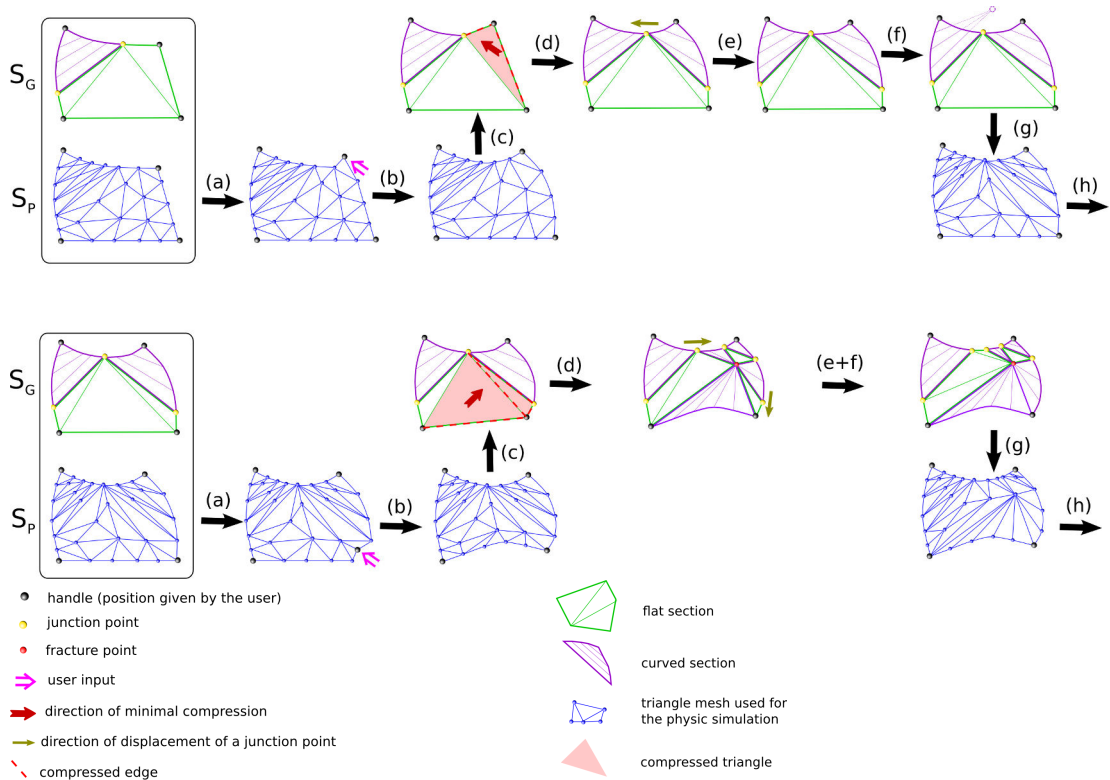 S_G
(d)
(e)
(f)
(c)
(g)
S_P
(a)
(b)
(h)
S_G
(d)
(e+f)
(c)
(g)
S_P
(a)
(b)
(h)
handle (position given by the user)
junction point
fracture point
user input
direction of minimal compression
direction of displacement of a junction point
compressed edge
flat section
curved section
triangle mesh used for
the physic simulation
compressed triangle